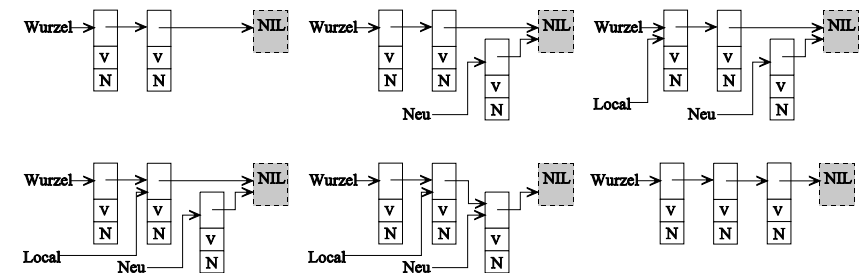 Wurzel NIL Wurzel NIL Wurzel NIL
V V V V V V
N N N N N N
V V
Local
Neu N Neu N
Wurzel NIL Wurzel NIL Wurzel NIL
V V V V V V V
N N N N N N N
V V
Local Local
Neu N Neu N